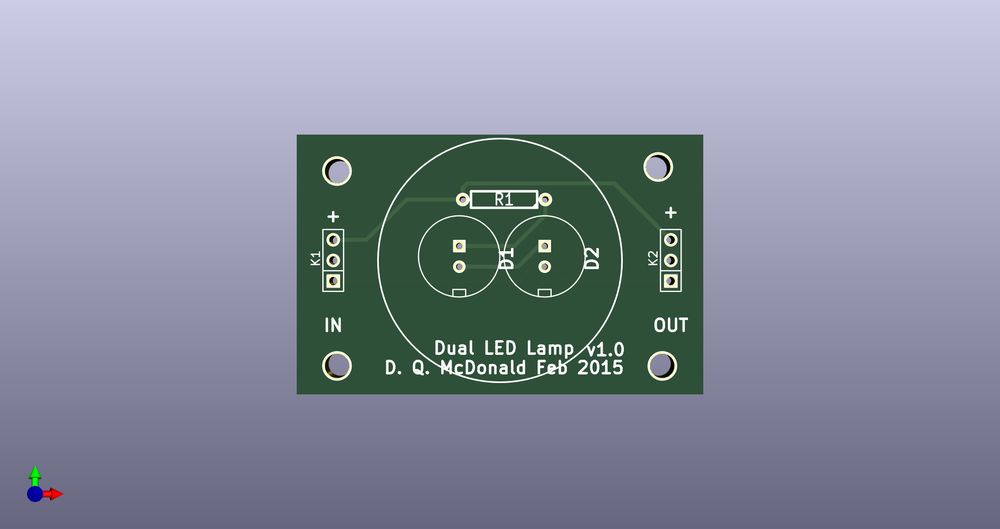 R1
+
+
K1
D1
D2
K2
IN
OUT
Dual LED Lamp v1.0
D. Q. McDonald Feb 2015